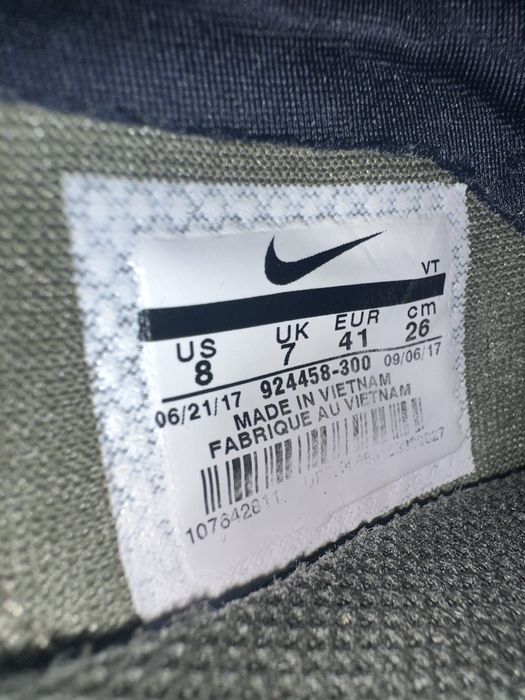 VT
US UK EUR cm
8 7 41 26
06/21/17 924458-300 09/06/17
MADE IN VIETNAM
FABRIQUE AU VIETNAM
107642811